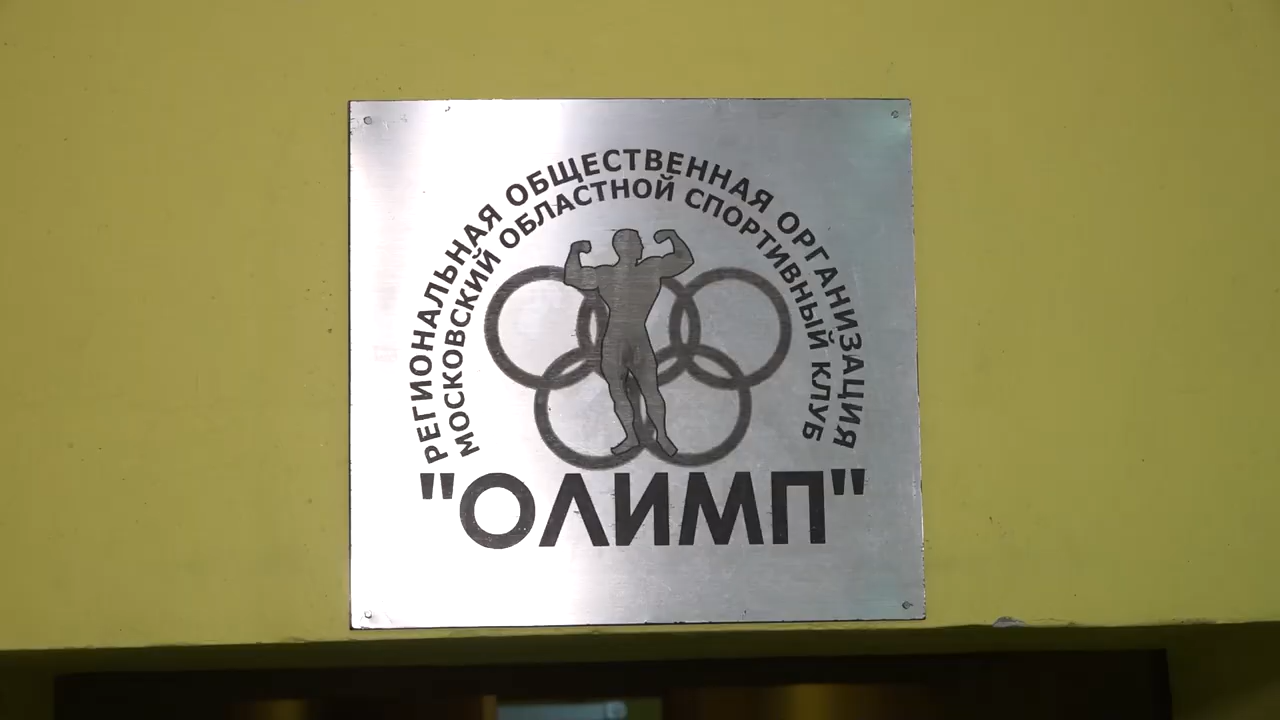 РЕГИОНАЛЬНАЯ ОБЩЕСТВЕННАЯ ОРГАНИЗАЦИЯ
МОСКОВСКИЙ ОБЛАСТНОЙ СПОРТИВНЫЙ КЛУБ
"ОЛИМП"